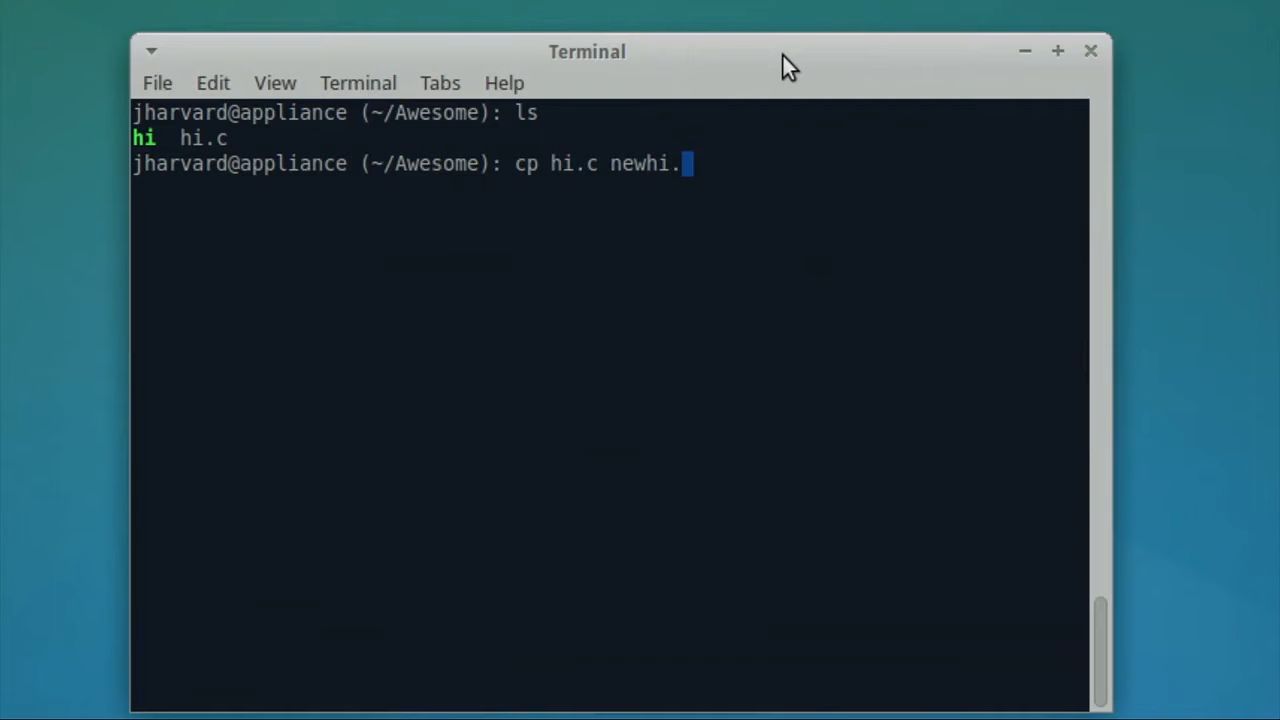 Terminal
File Edit View Terminal Tabs Help
jharvard@appliance (~/Awesome): ls
hi hi.c
jharvard@appliance (~/Awesome): cp hi.c newhi.